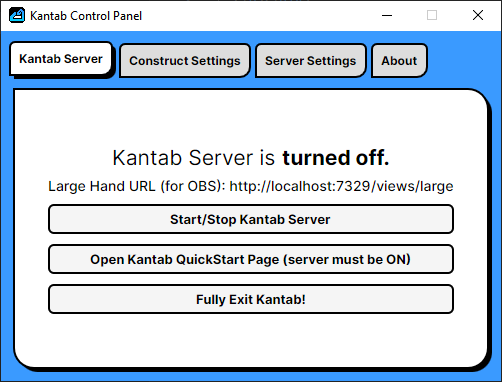 Kantab Control Panel
Kantab Server
Construct Settings
Server Settings
About
Kantab Server is turned off.
Large Hand URL (for OBS): http://localhost:7329/views/large
Start/Stop Kantab Server
Open Kantab QuickStart Page (server must be ON)
Fully Exit Kantab!